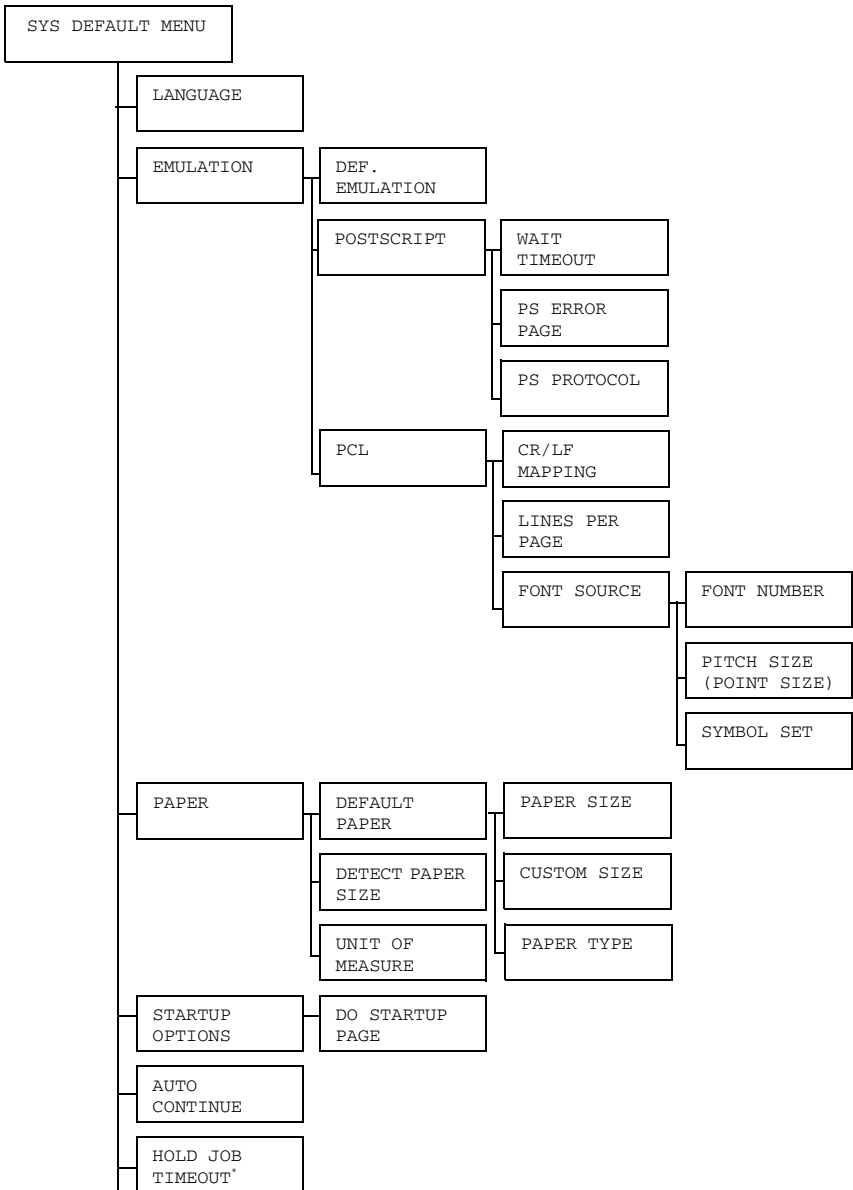 SYS DEFAULT MENU
LANGUAGE
EMULATION
DEF.
EMULATION
POSTSCRIPT
WAIT
TIMEOUT
PS ERROR
PAGE
PS PROTOCOL
PCL
CR/LF
MAPPING
LINES PER
PAGE
FONT SOURCE
FONT NUMBER
PITCH SIZE
(POINT SIZE)
SYMBOL SET
PAPER
DEFAULT
PAPER
PAPER SIZE
DETECT PAPER
SIZE
CUSTOM SIZE
UNIT OF
MEASURE
PAPER TYPE
STARTUP
OPTIONS
DO STARTUP
PAGE
AUTO
CONTINUE
HOLD JOB
TIMEOUT*